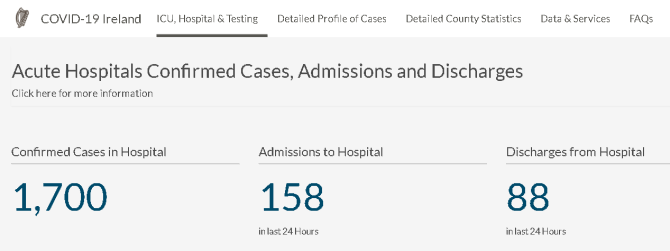 COVID-19 Ireland ICU, Hospital & Testing Detailed Profile of Cases Detailed County Statistics Data & Services FAQs
Acute Hospitals Confirmed Cases, Admissions and Discharges
Click here for more information
Confirmed Cases in Hospital Admissions to Hospital Discharges from Hospital
1,700 158 88
in last 24 Hours in last 24 Hours